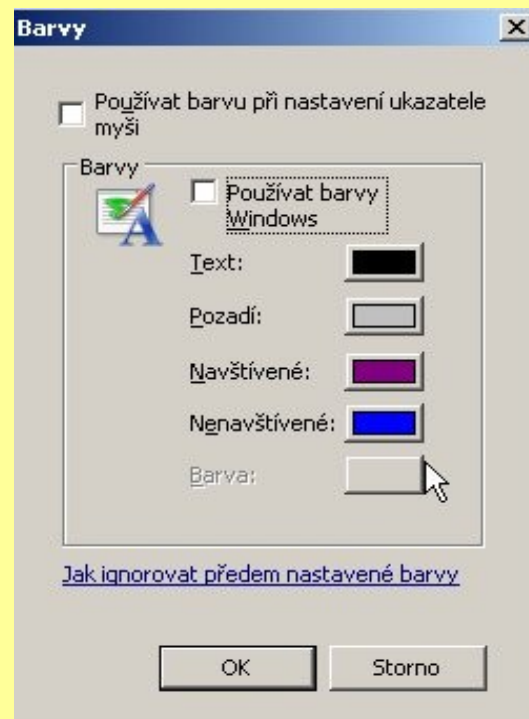 Barvy
Používat barvu při nastavení ukazatele
myši
Barvy
Používat barvy
Windows
Text:
Pozadí:
Navštívené:
Nenavštívené:
Barva:
Jak ignorovat předem nastavené barvy
OK
Storno